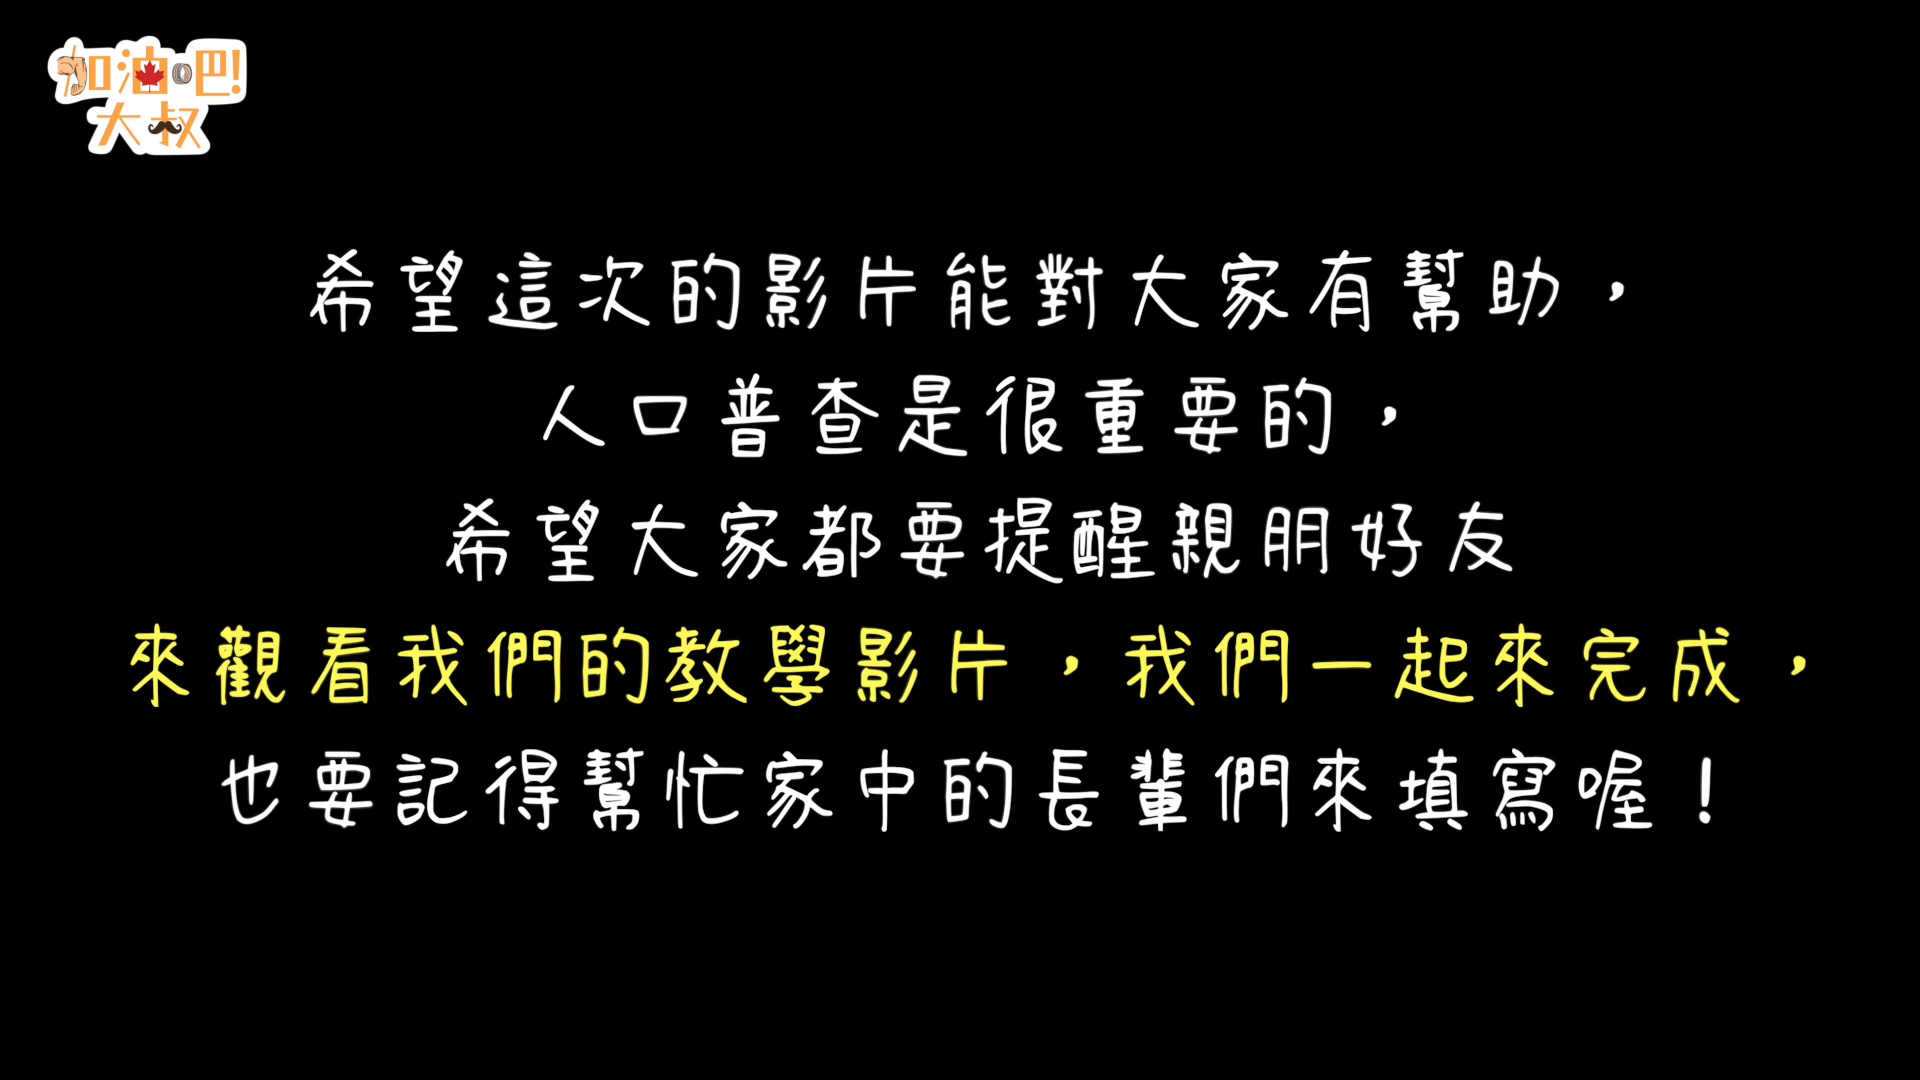 加油吧!
大叔
希望這次的影片能對大家有幫助，
人口普查是很重要的，
希望大家都要提醒親朋好友
來觀看我們的教學影片，我們一起來完成，
也要記得幫忙家中的長輩們來填寫喔！